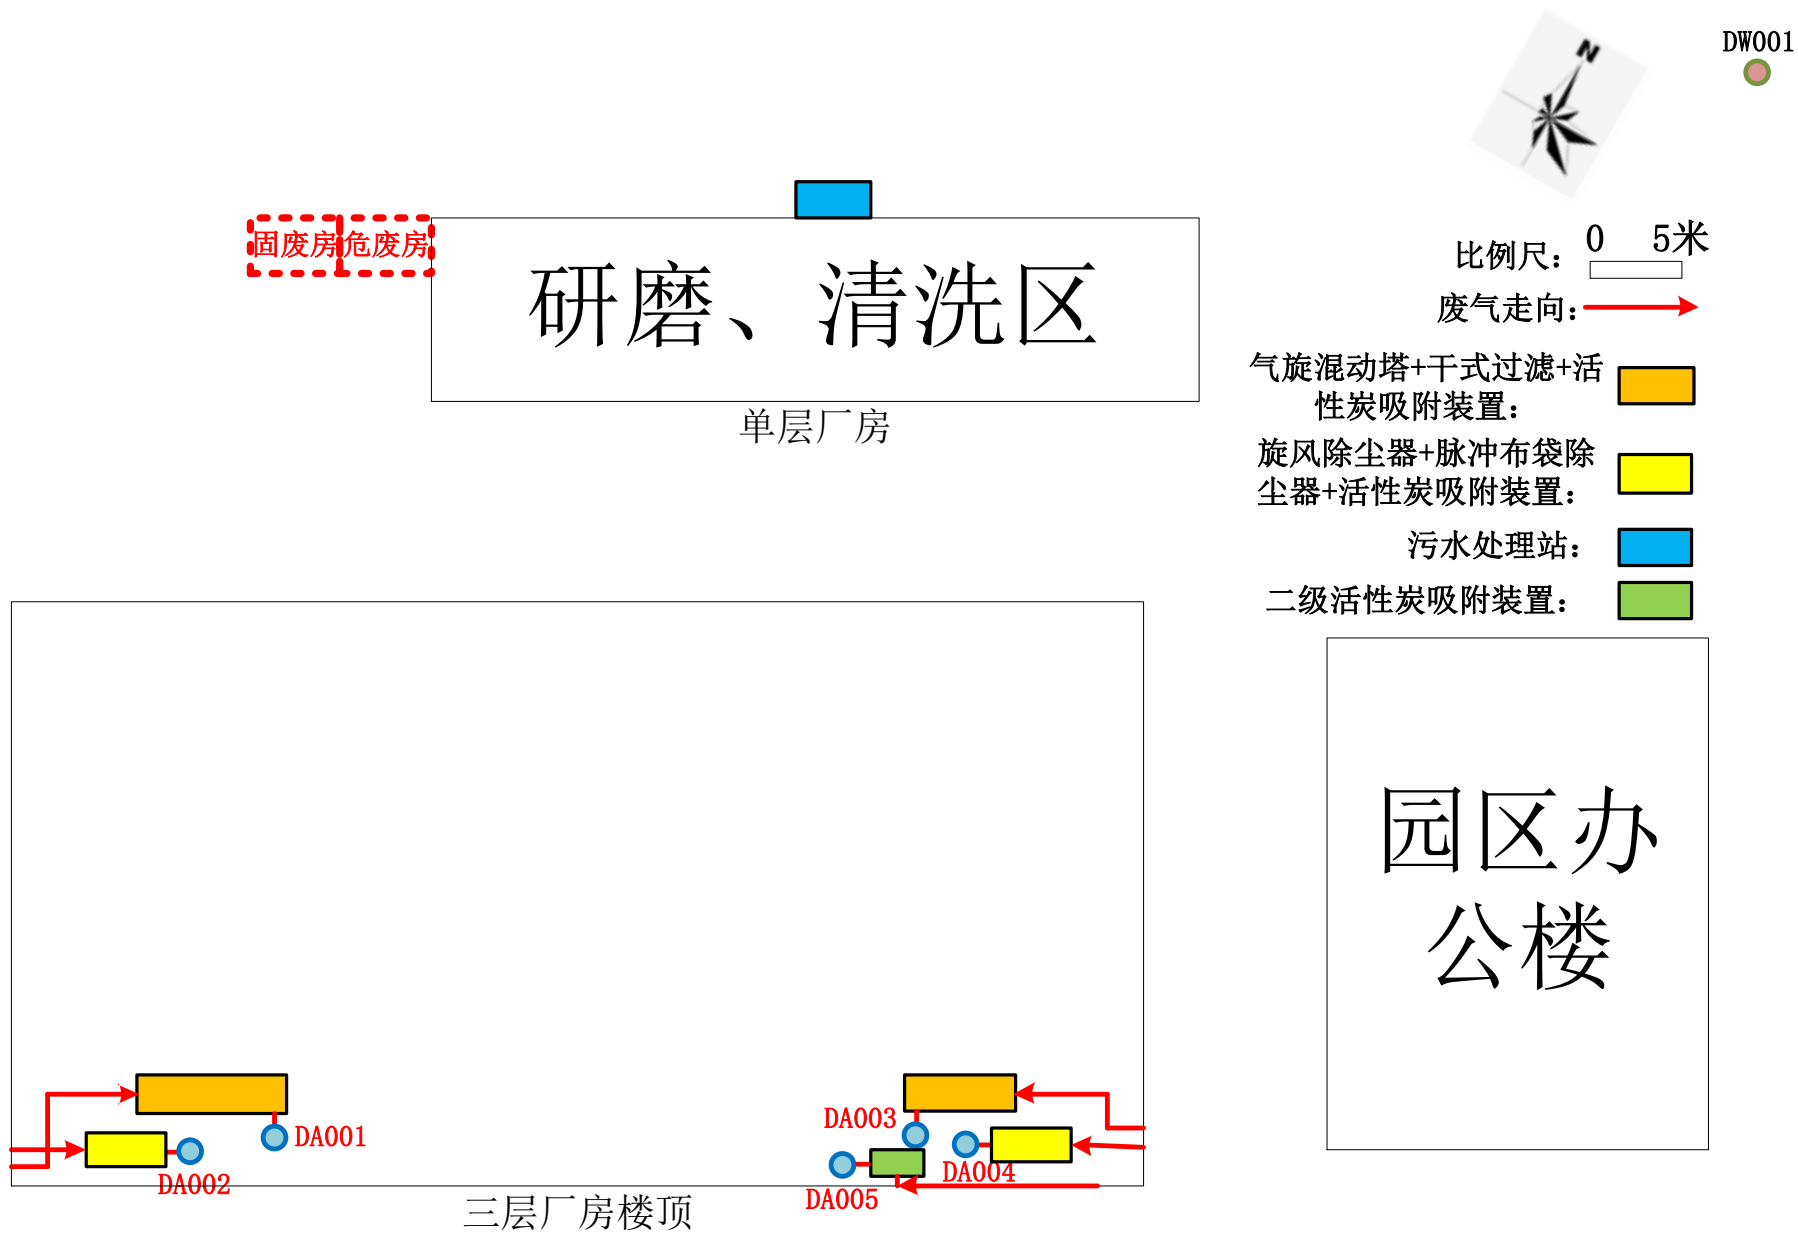 N
DW001
固废房
危废房
研磨、清洗区
单层厂房
0 5米
比例尺：
废气走向：
气旋混动塔+干式过滤+活
性炭吸附装置：
旋风除尘器+脉冲布袋除
尘器+活性炭吸附装置：
污水处理站：
二级活性炭吸附装置：
园区办
公楼
DA001
DA002
DA003
DA004
DA005
三层厂房楼顶